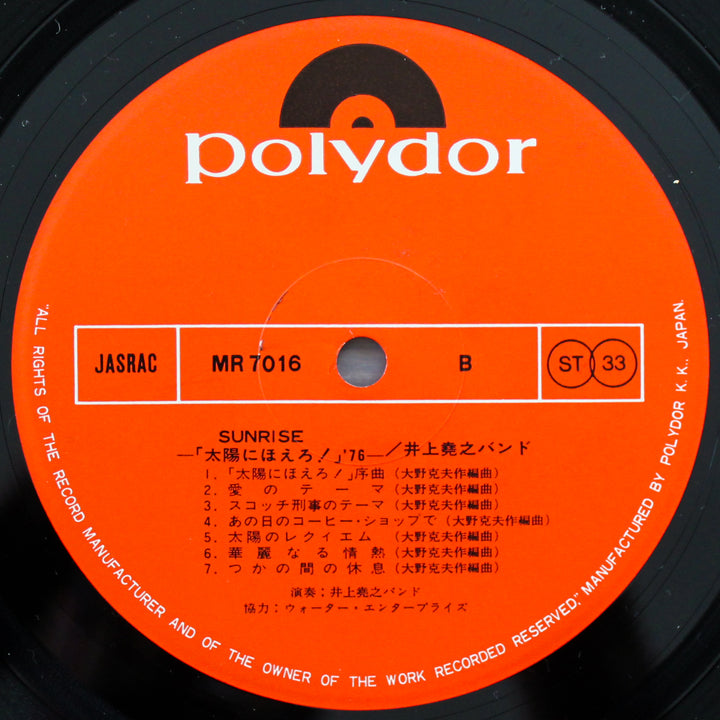 polydor
JASRAC MR 7016 B ST 33
SUNRISE
—「太陽にほえろ！」'76—／井上堯之バンド
1. 「太陽にほえろ！」序曲（大野克夫作編曲）
2. 愛のテーマ（大野克夫作編曲）
3. スコッチ刑事のテーマ（大野克夫作編曲）
4. あの日のコーヒー・ショップで（大野克夫作編曲）
5. 太陽のレクイエム（大野克夫作編曲）
6. 華麗なる情熱（大野克夫作編曲）
7. つかの間の休息（大野克夫作編曲）
演奏：井上堯之バンド
協力：ウォーター・エンタープライズ
"ALL RIGHTS OF THE RECORD MANUFACTURER AND OF THE OWNER OF THE WORK RECORDED RESERVED." MANUFACTURED BY POLYDOR K.K., JAPAN.